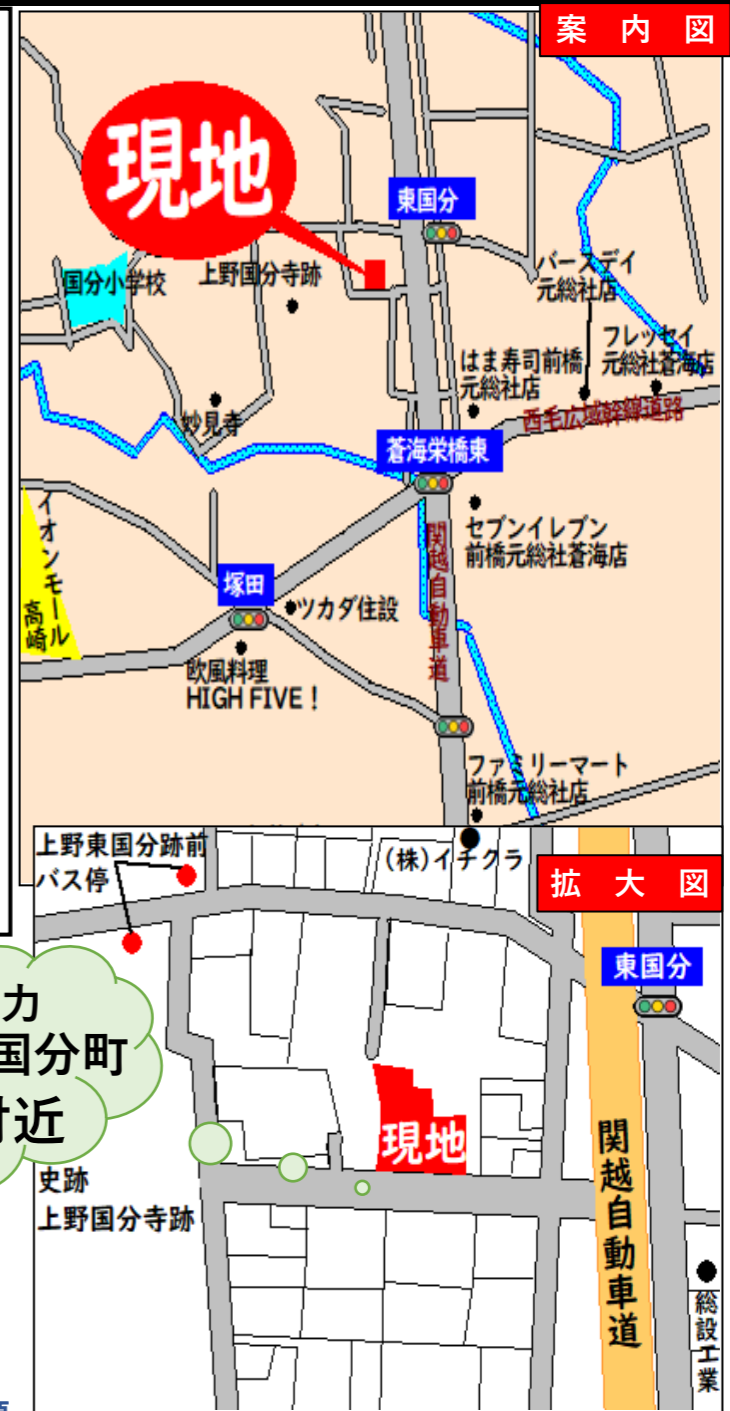 案内図
現地
東国分
国分小学校
上野国分寺跡
バースデイ
元総社店
フレッセイ
元総社蒼海店
はま寿司前橋
元総社店
西毛広域幹線道路
妙見寺
蒼海栄橋東
イオンモール
高崎
セブンイレブン
前橋元総社蒼海店
関越自動車道
塚田
ツカダ住設
欧風料理
HIGH FIVE！
ファミリーマート
前橋元総社店
上野東国分跡前
バス停
(株)イチクラ
拡大図
東国分
力
国分町
付近
現地
史跡
上野国分寺跡
関越自動車道
総設工業